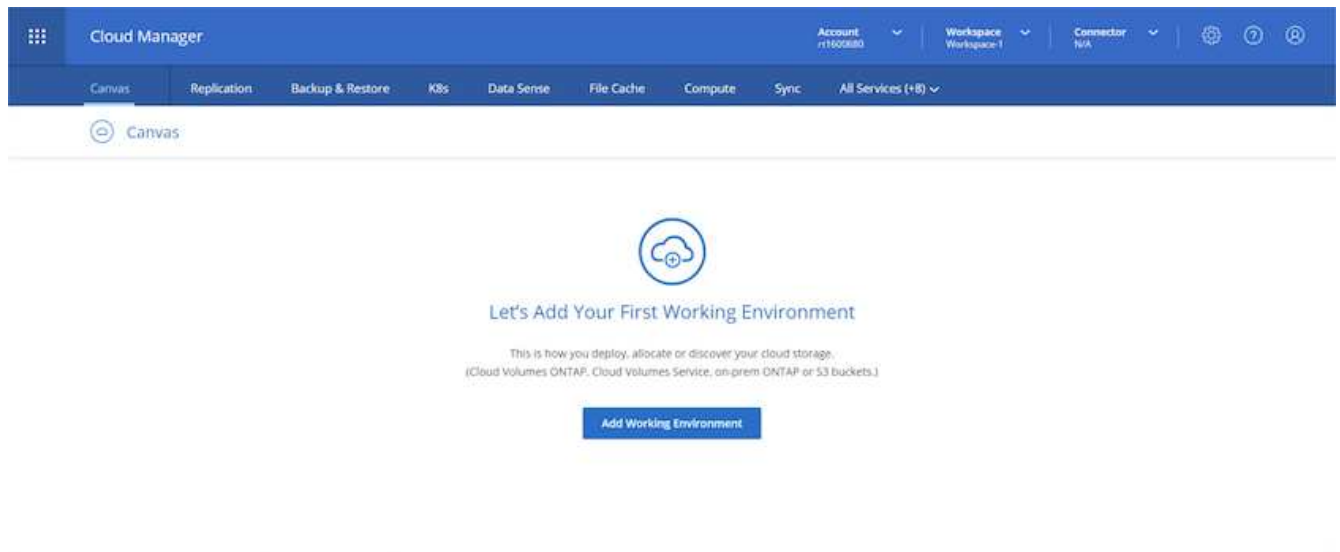 Cloud Manager
Account
rt1600680
Workspace
Workspace-1
Connector
N/A
Canvas Replication Backup & Restore K8s Data Sense File Cache Compute Sync All Services (+8)
Canvas
Let's Add Your First Working Environment
This is how you deploy, allocate or discover your cloud storage.
(Cloud Volumes ONTAP, Cloud Volumes Service, on-prem ONTAP or S3 buckets.)
Add Working Environment